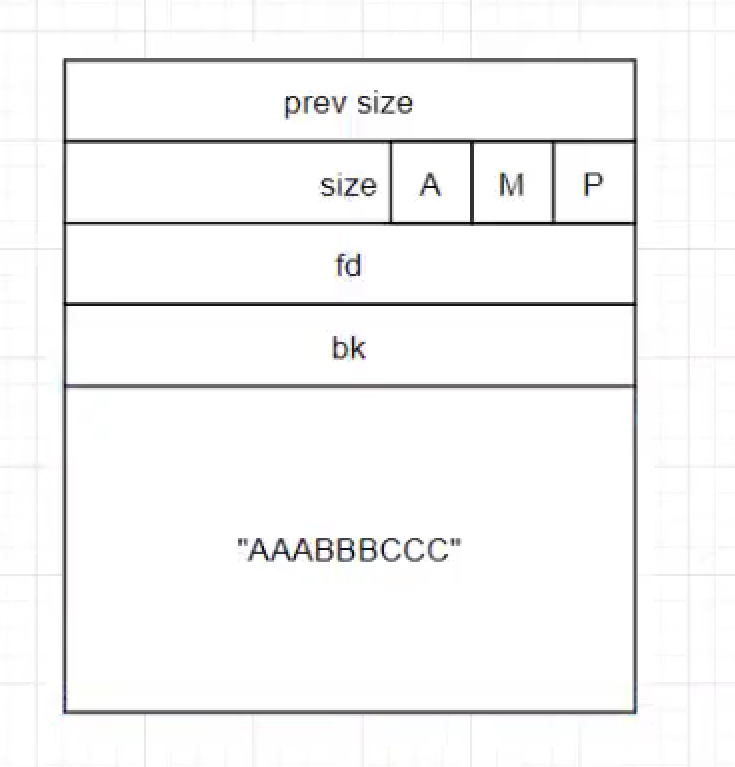 prev size
size A M P
fd
bk
"AAABBBCCC"